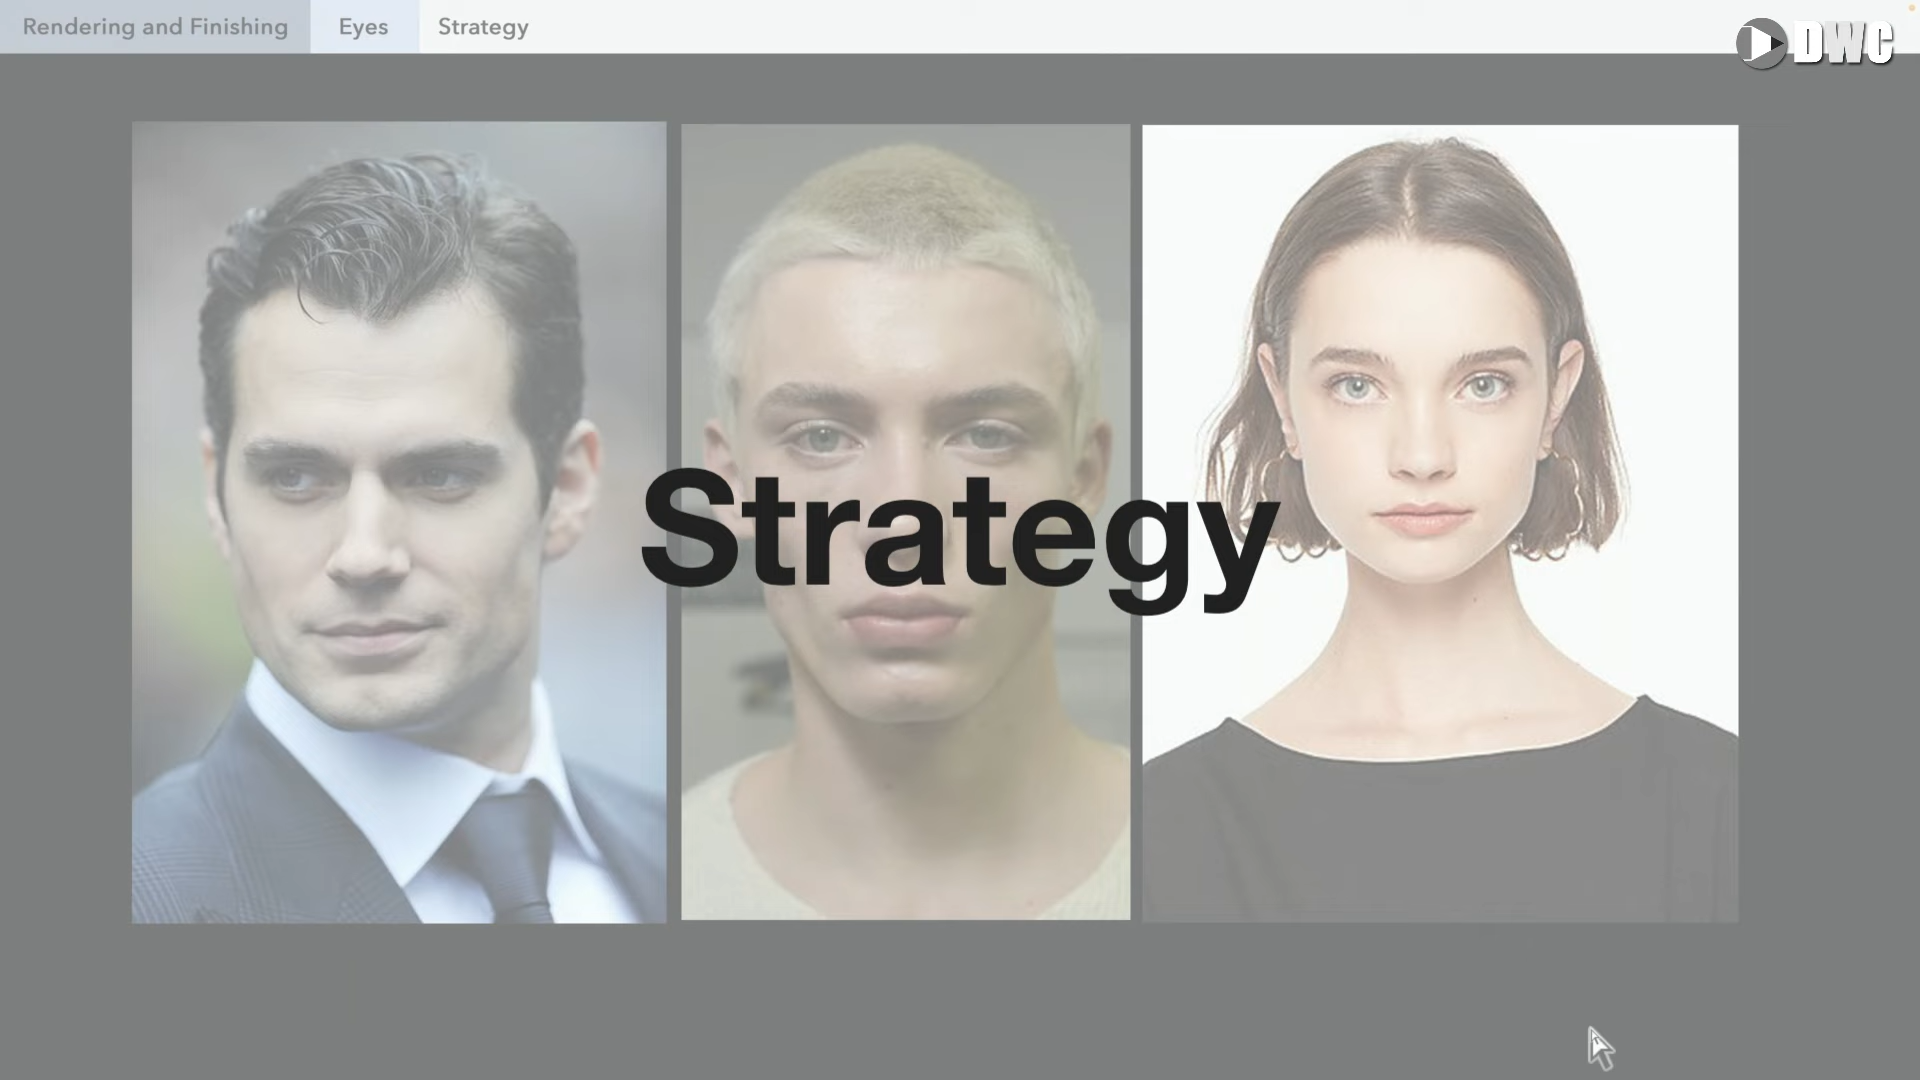 Rendering and Finishing
Eyes
Strategy
DWC
Strategy